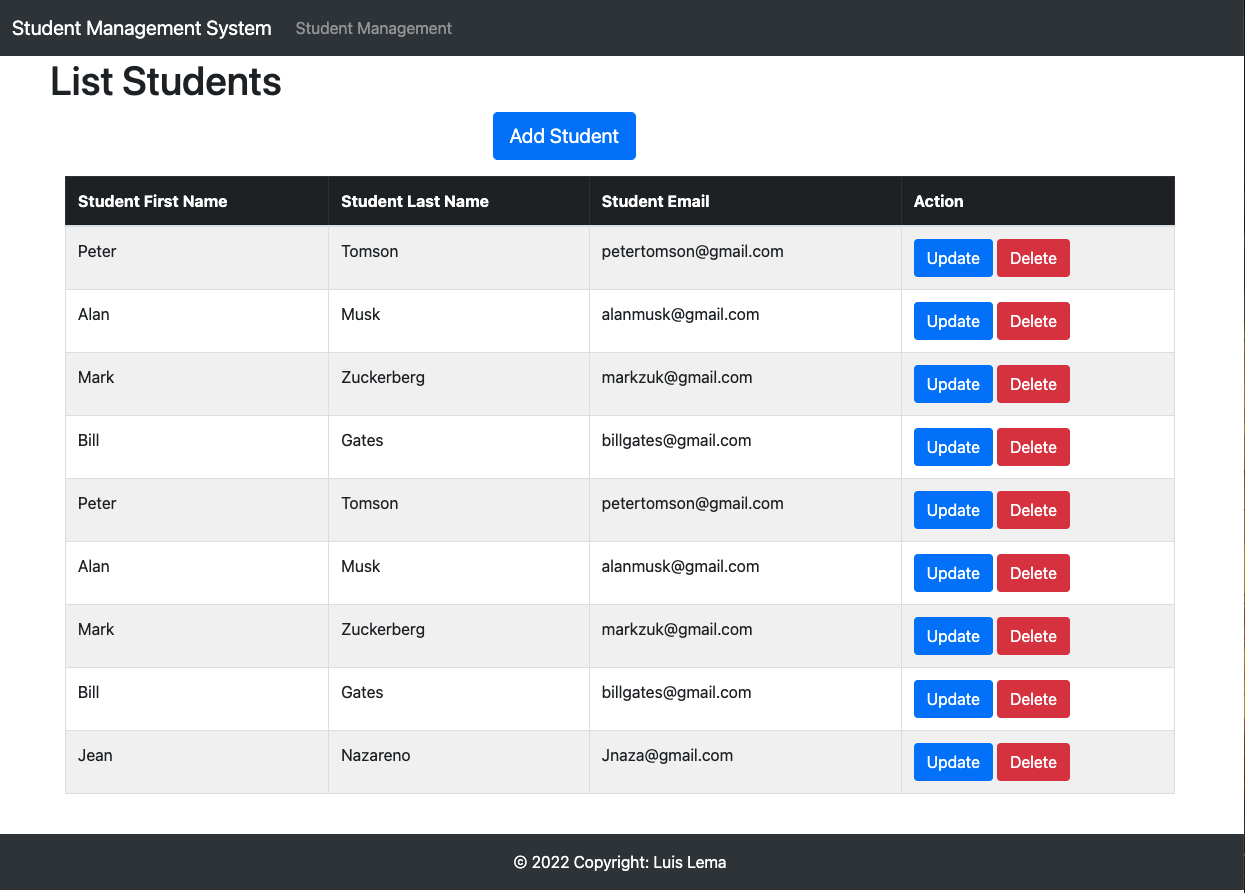 Student Management System Student Management
List Students
Add Student
Student First Name Student Last Name Student Email Action
Peter Tomson petertomson@gmail.com Update Delete
Alan Musk alanmusk@gmail.com Update Delete
Mark Zuckerberg markzuk@gmail.com Update Delete
Bill Gates billgates@gmail.com Update Delete
Peter Tomson petertomson@gmail.com Update Delete
Alan Musk alanmusk@gmail.com Update Delete
Mark Zuckerberg markzuk@gmail.com Update Delete
Bill Gates billgates@gmail.com Update Delete
Jean Nazareno Jnaza@gmail.com Update Delete
© 2022 Copyright: Luis Lema